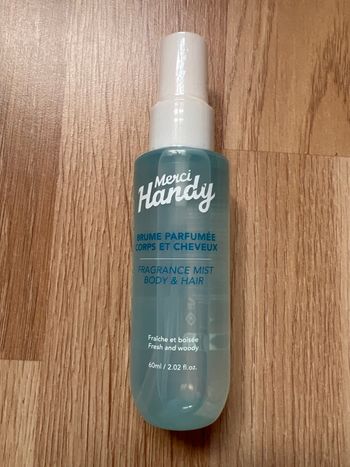 Merci
Handy
BRUME PARFUMÉE
CORPS ET CHEVEUX
FRAGRANCE MIST
BODY & HAIR
Fraîche et boisée
Fresh and woody
60ml / 2.02 fl.oz.